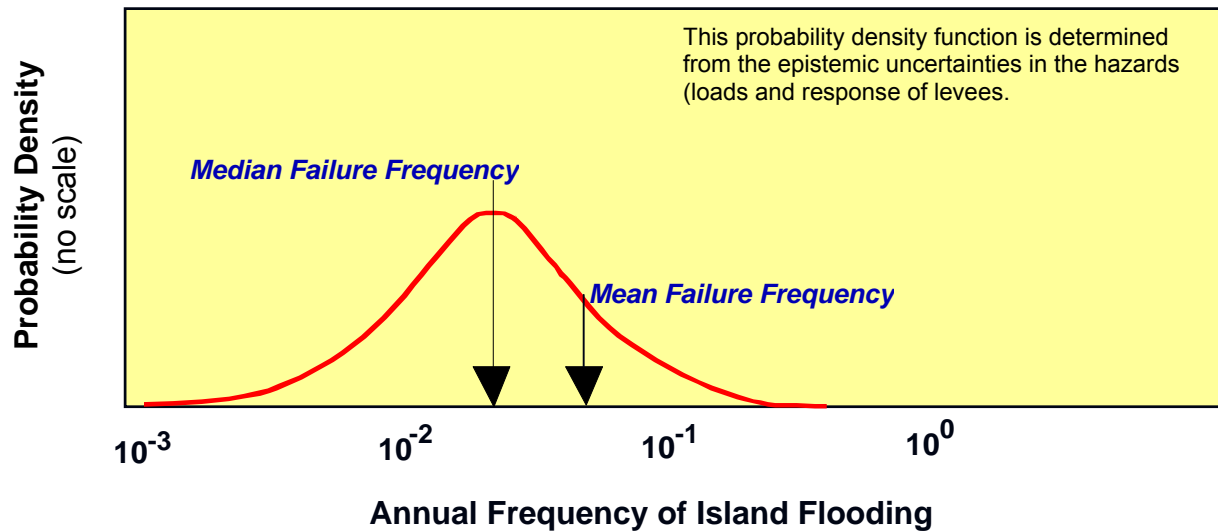 This probability density function is determined
from the epistemic uncertainties in the hazards
(loads and response of levees.
Probability Density
(no scale)
Median Failure Frequency
Mean Failure Frequency
10-3 10-2 10-1 100
Annual Frequency of Island Flooding